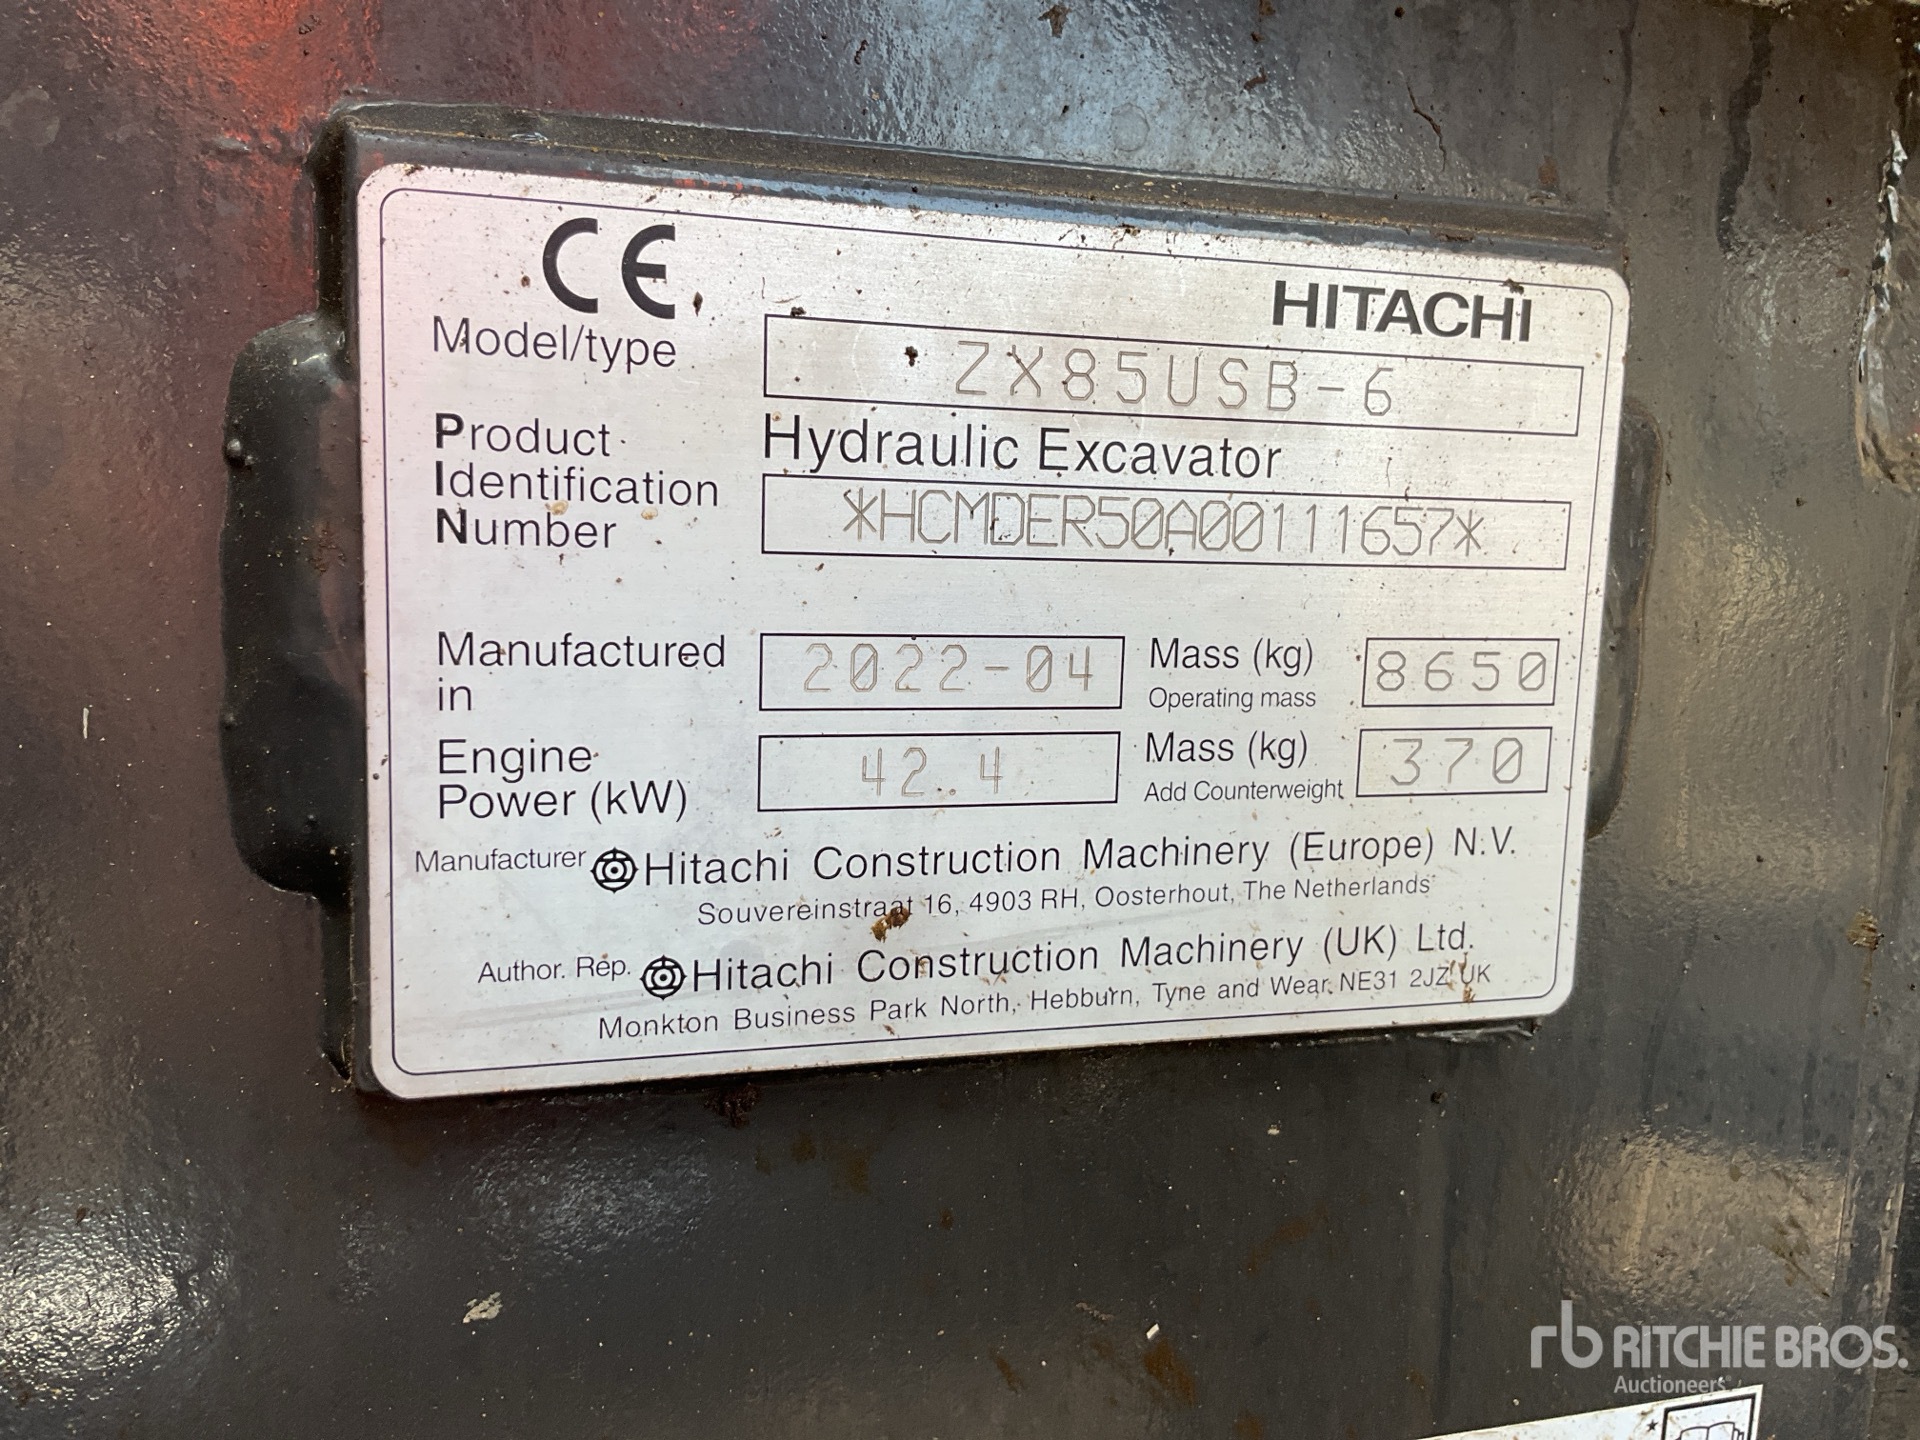 CE
HITACHI
Model/type ZX85USB-6
Product Hydraulic Excavator
Identification
Number *HCMDER50A00111657*
Manufactured in 2022-04 Mass (kg) Operating mass 8650
Engine Power (kW) 42.4 Mass (kg) Add Counterweight 370
Manufacturer Hitachi Construction Machinery (Europe) N.V.
Souvereinstraat 16, 4903 RH, Oosterhout, The Netherlands
Author. Rep. Hitachi Construction Machinery (UK) Ltd.
Monkton Business Park North, Hebburn, Tyne and Wear. NE31 2JZ UK
rb RITCHIE BROS.
Auctioneers